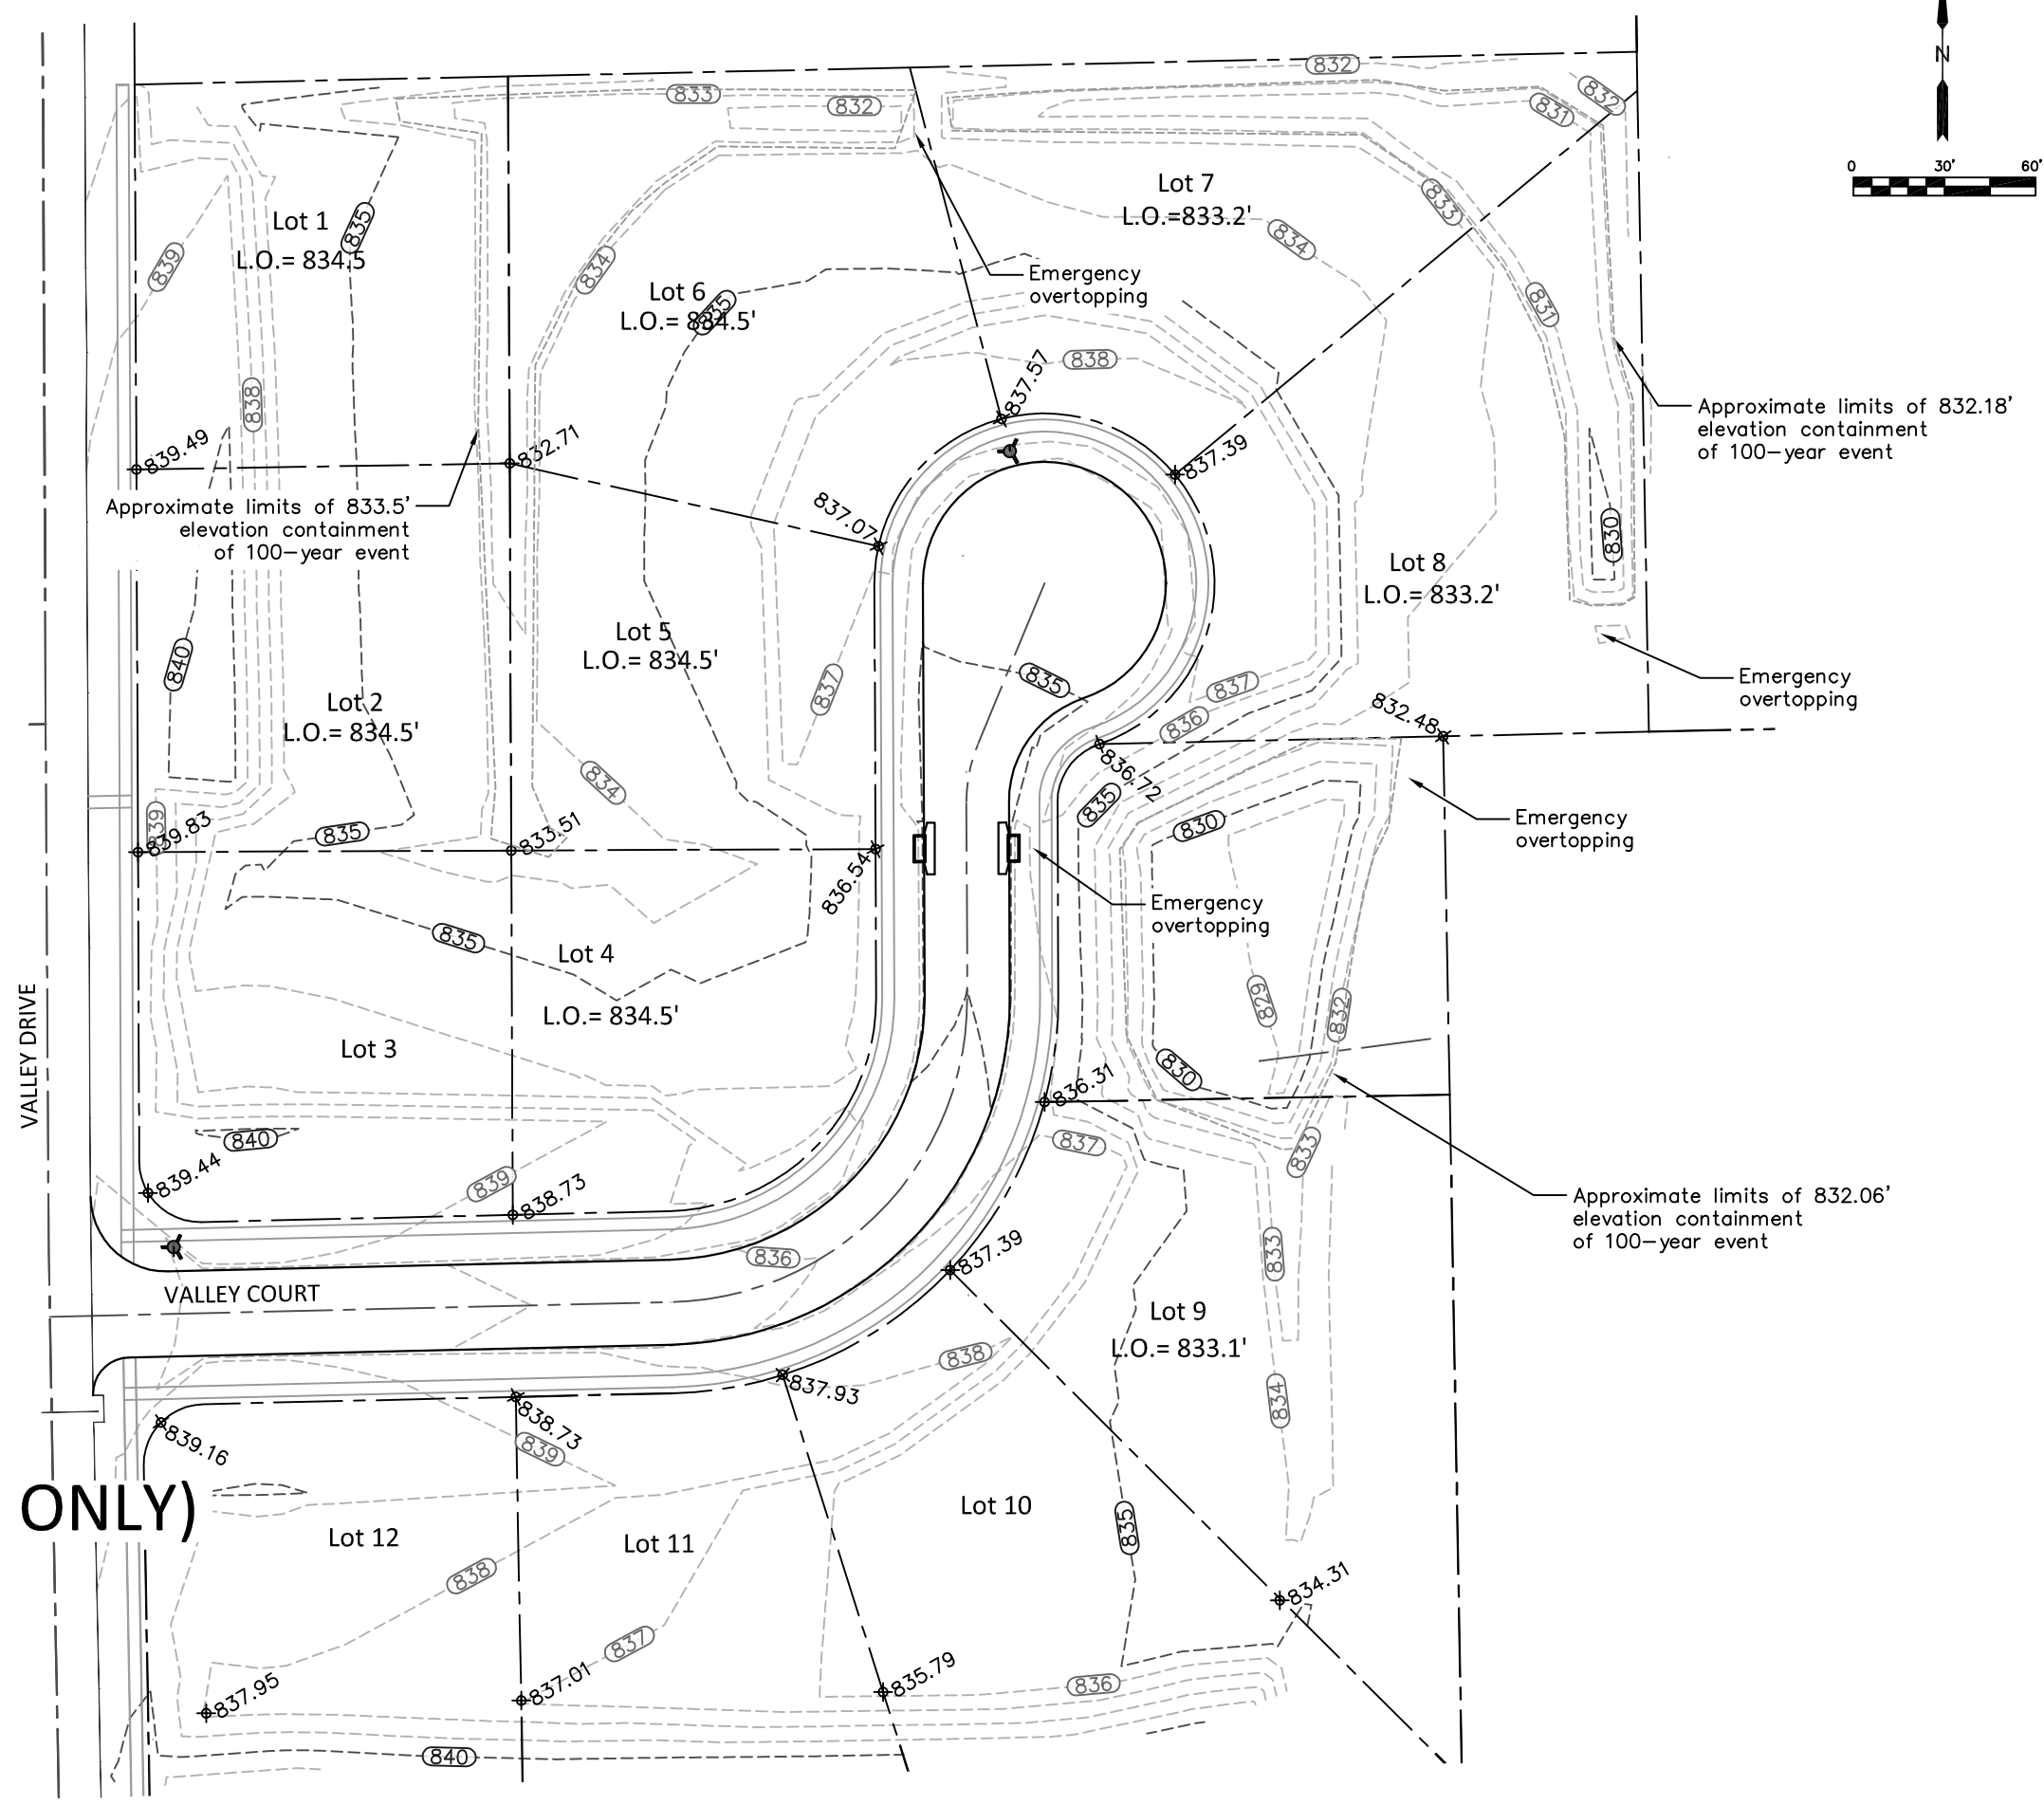 N
0 30' 60'
832
833
832
831
832
Lot 7
L.O.=833.2'
833
834
Lot 1
L.O.= 834.5
835
839
834
Emergency
overtopping
Lot 6
L.O.= 834.5'
835
831
838
837.57
838
Approximate limits of 832.18'
elevation containment
of 100-year event
839.49
832.71
837.39
Approximate limits of 833.5'
elevation containment
of 100-year event
837.07
830
Lot 8
L.O.= 833.2'
Lot 5
L.O.= 834.5'
840
837
835
837
836
Emergency
overtopping
Lot 2
L.O.= 834.5'
832.48
836.72
834
835
830
Emergency
overtopping
839
839.83
835
833.51
836.54
Emergency
overtopping
835
Lot 4
L.O.= 834.5'
829
832
VALLEY DRIVE
Lot 3
830
836.31
840
837
833
839.44
839
838.73
Approximate limits of 832.06'
elevation containment
of 100-year event
836
837.39
833
VALLEY COURT
Lot 9
L.O.= 833.1'
838
837.93
834
838.73
839
839.16
ONLY)
Lot 10
835
Lot 12
Lot 11
838
834.31
837
837.95
837.01
835.79
836
840